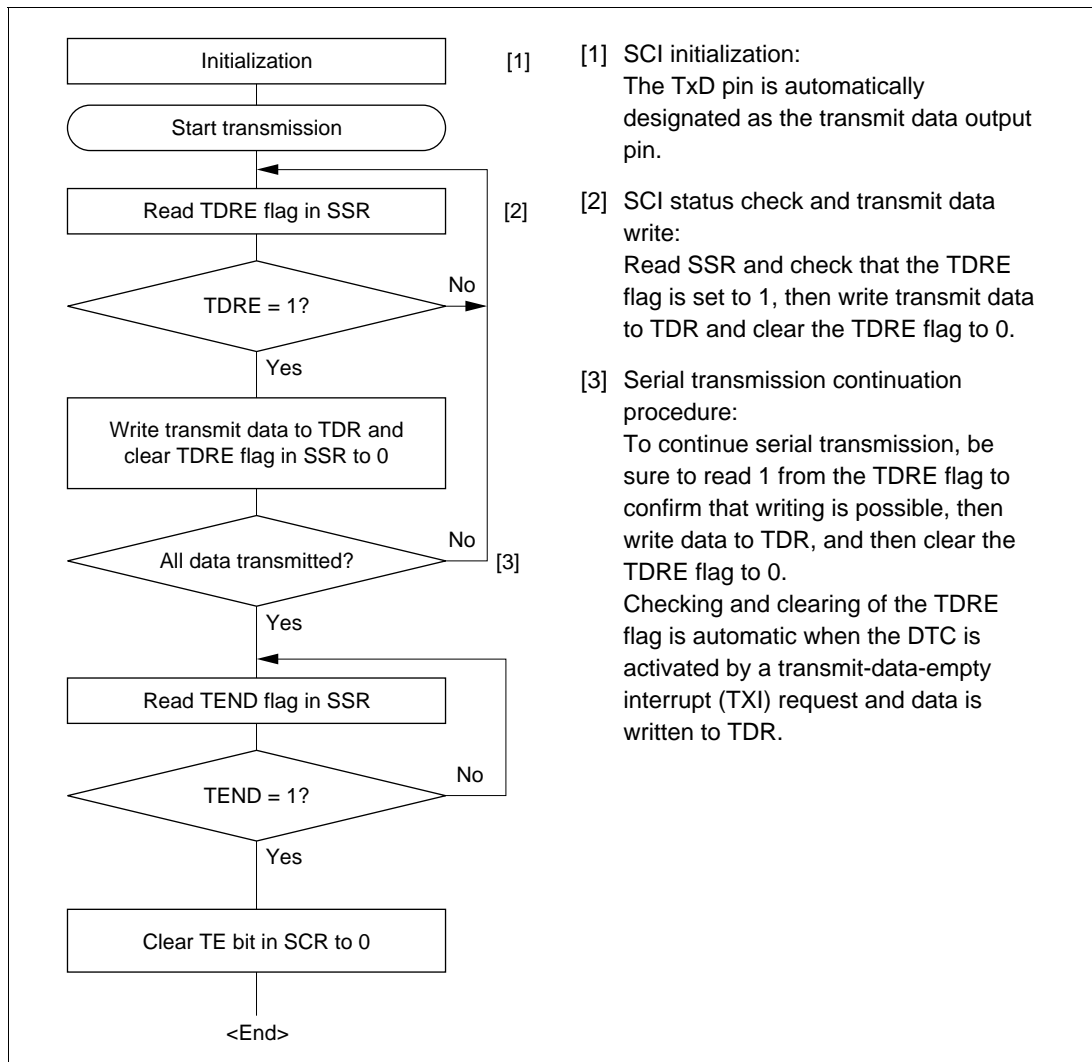 Initialization
[1]
Start transmission
Read TDRE flag in SSR
[2]
TDRE = 1?
No
Yes
Write transmit data to TDR and
clear TDRE flag in SSR to 0
All data transmitted?
No
[3]
Yes
Read TEND flag in SSR
TEND = 1?
No
Yes
Clear TE bit in SCR to 0
<End>
[1] SCI initialization:
The TxD pin is automatically
designated as the transmit data output
pin.
[2] SCI status check and transmit data
write:
Read SSR and check that the TDRE
flag is set to 1, then write transmit data
to TDR and clear the TDRE flag to 0.
[3] Serial transmission continuation
procedure:
To continue serial transmission, be
sure to read 1 from the TDRE flag to
confirm that writing is possible, then
write data to TDR, and then clear the
TDRE flag to 0.
Checking and clearing of the TDRE
flag is automatic when the DTC is
activated by a transmit-data-empty
interrupt (TXI) request and data is
written to TDR.